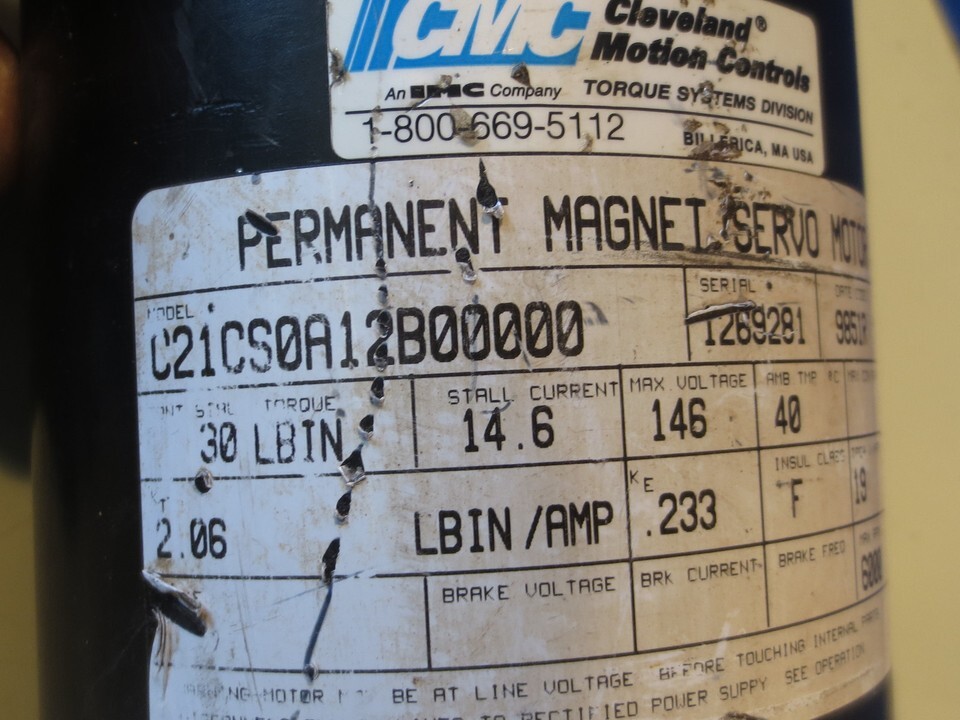 CMC Cleveland®
Motion Controls
An IMC Company TORQUE SYSTEMS DIVISION
1-800-669-5112 BILLERICA, MA USA
PERMANENT MAGNET SERVO MOTOR
MODEL SERIAL
C21CS0A12B00000 1269281
TORQUE STALL CURRENT MAX.VOLTAGE AMB TMP °C
30 LBIN 14.6 146 40
KE INSUL CLASS
2.06 LBIN/AMP .233 F 19
BRAKE VOLTAGE BRK CURRENT BRAKE FREQ
6000
WARNING-MOTOR MAY BE AT LINE VOLTAGE BEFORE TOUCHING INTERNAL PARTS
TO RECTIFIED POWER SUPPLY SEE OPERATION